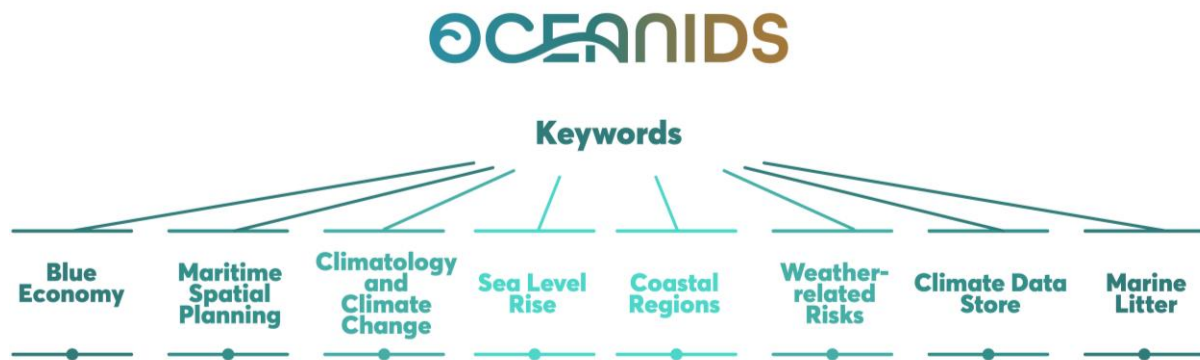 OCEANIDS
Keywords
Blue
Economy
Maritime
Spatial
Planning
Climatology
and
Climate
Change
Sea Level
Rise
Coastal
Regions
Weather-
related
Risks
Climate Data
Store
Marine
Litter